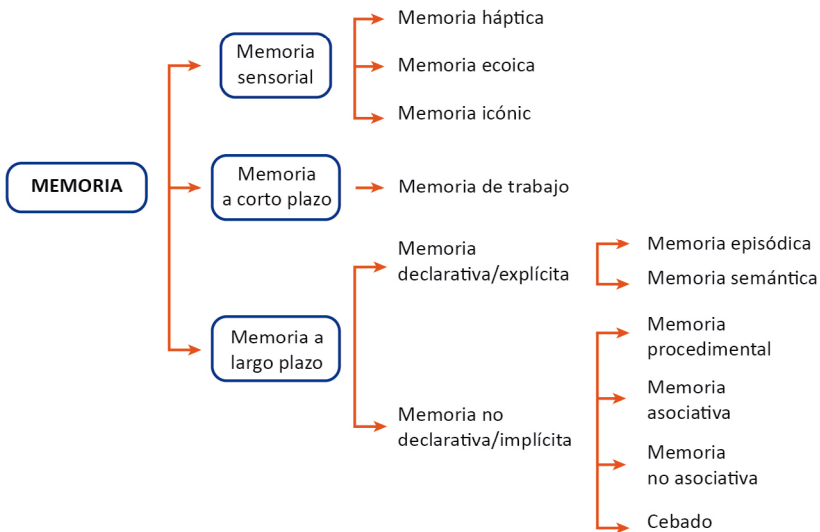 MEMORIA
Memoria
sensorial
Memoria háptica
Memoria ecoica
Memoria icónic
Memoria
a corto plazo
Memoria de trabajo
Memoria a
largo plazo
Memoria
declarativa/explícita
Memoria episódica
Memoria semántica
Memoria no
declarativa/implícita
Memoria
procedimental
Memoria
asociativa
Memoria
no asociativa
Cebado